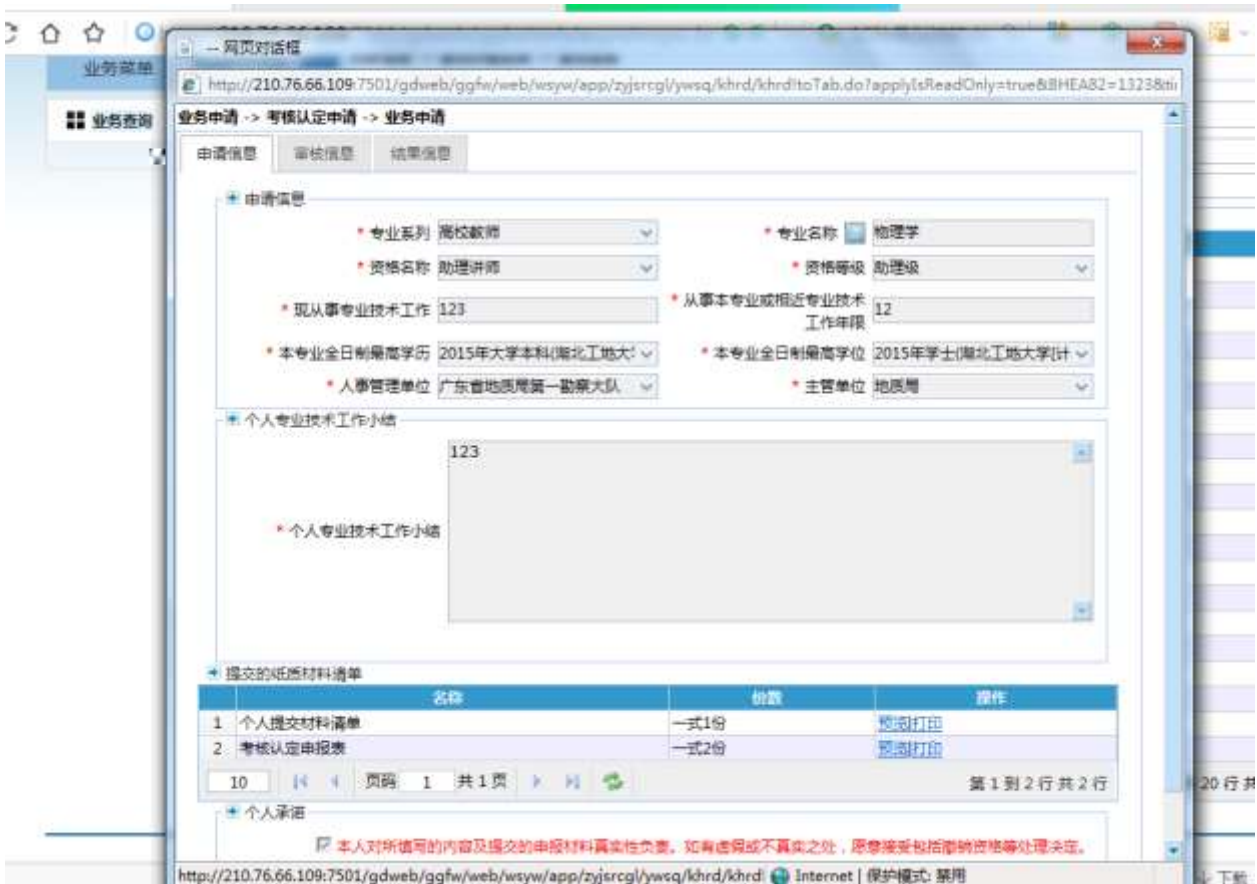 -- 网页对话框
业务菜单
http://210.76.66.109:7501/gdweb/ggfw/web/wsyw/app/zyjsrcgl/ywsq/khrd/khrd!toTab.do?applyIsReadOnly=true&BHEA82=1323&ti
业务查询
业务申请 -> 考核认定申请 -> 业务申请
申请信息 审核信息 结果信息
申请信息
* 专业系列 高校教师 * 专业名称 物理学
* 资格名称 助理讲师 * 资格等级 助理级
* 现从事专业技术工作 123 * 从事本专业或相近专业技术
工作年限 12
* 本专业全日制最高学历 2015年大学本科(湖北工地大 * 本专业全日制最高学位 2015年学士(湖北工地大学[计
* 人事管理单位 广东省地质局第一勘察大队 * 主管单位 地质局
个人专业技术工作小结
123
* 个人专业技术工作小结
提交的纸质材料清单
名称 份数 操作
1 个人提交材料清单 一式1份 预览打印
2 考核认定申报表 一式2份 预览打印
10 页码 1 共1页 第1到2行共2行
20行共
个人承诺
本人对所填写的内容及提交的申报材料真实性负责。如有虚假或不真实之处，愿意接受包括撤销资格等处理决定。
http://210.76.66.109:7501/gdweb/ggfw/web/wsyw/app/zyjsrcgl/ywsq/khrd/khrd! Internet | 保护模式: 禁用
下载